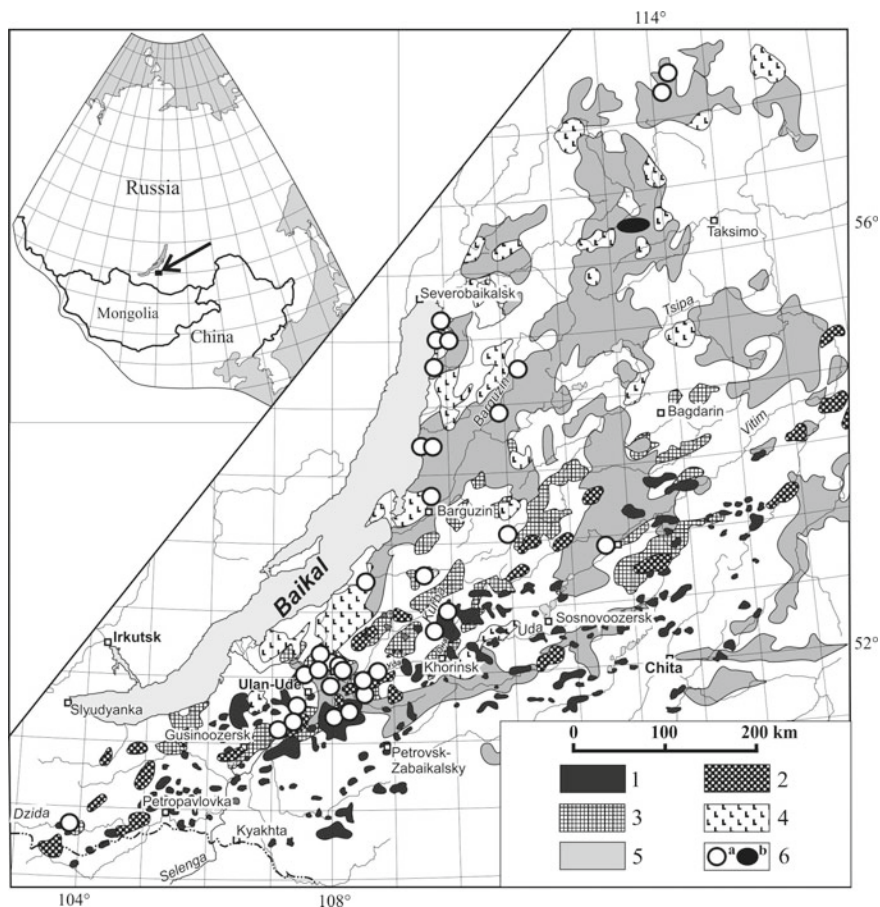 114°
Russia
Mongolia
China
56°
Taksimo
Severobaikalsk
Tsipa
Barguzin
Bagdarin
Vitim
Barguzin
Baikal
Irkutsk
Sosnovoozersk
Uda
52°
Khorinsk
Chita
Ulan-Ude
Slyudyanka
Gusinoozersk
Petrovsk-
Zabaikalsky
Petropavlovka
Dzida
Kyakhta
Selenga
0 100 200 km
1 2
3 4
5 a b 6
104° 108°